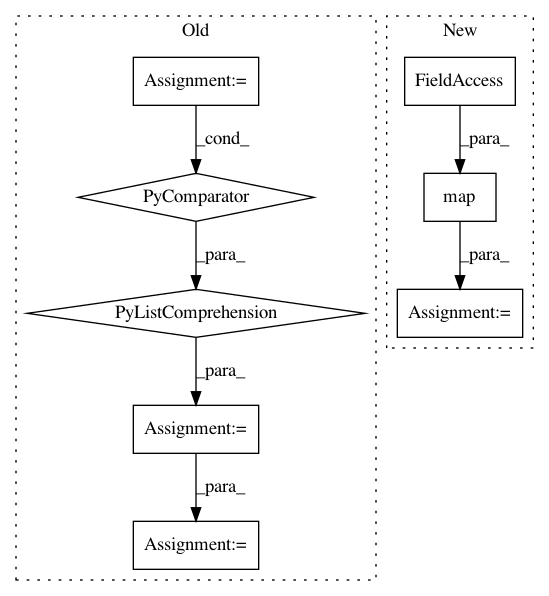 Old
New
Assignment:=
FieldAccess
_cond_
_para_
PyComparator
map
_para_
_para_
PyListComprehension
Assignment:=
_para_
Assignment:=
_para_
Assignment:=